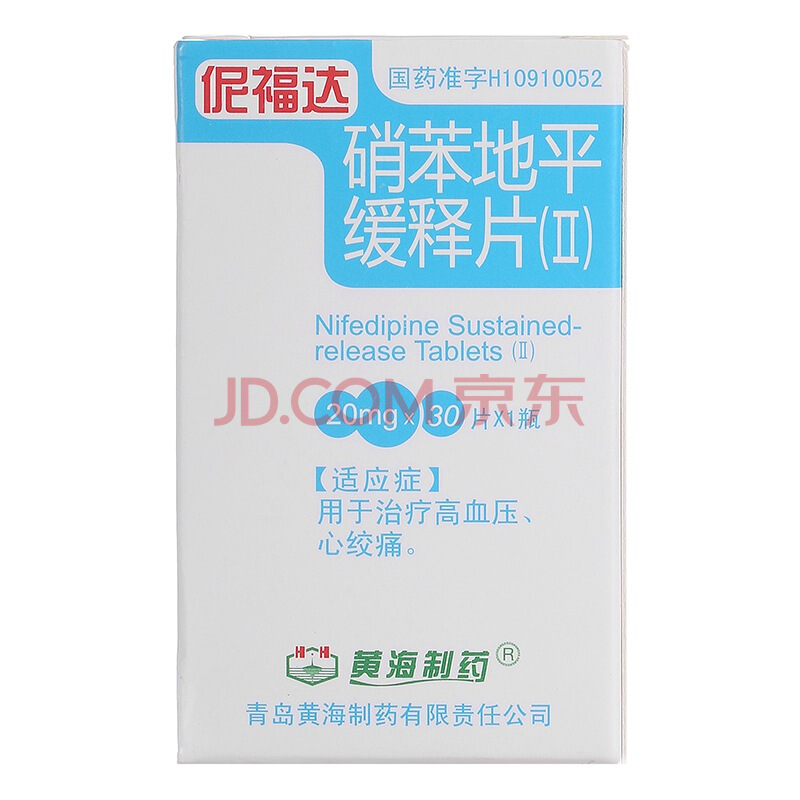 伲福达
国药准字H10910052
硝苯地平
缓释片(Ⅱ)
Nifedipine Sustained-
release Tablets (Ⅱ)
JD.COM 京东
20mg x 30 片X1瓶
【适应症】
用于治疗高血压、
心绞痛。
H H
黄海制药®
青岛黄海制药有限责任公司